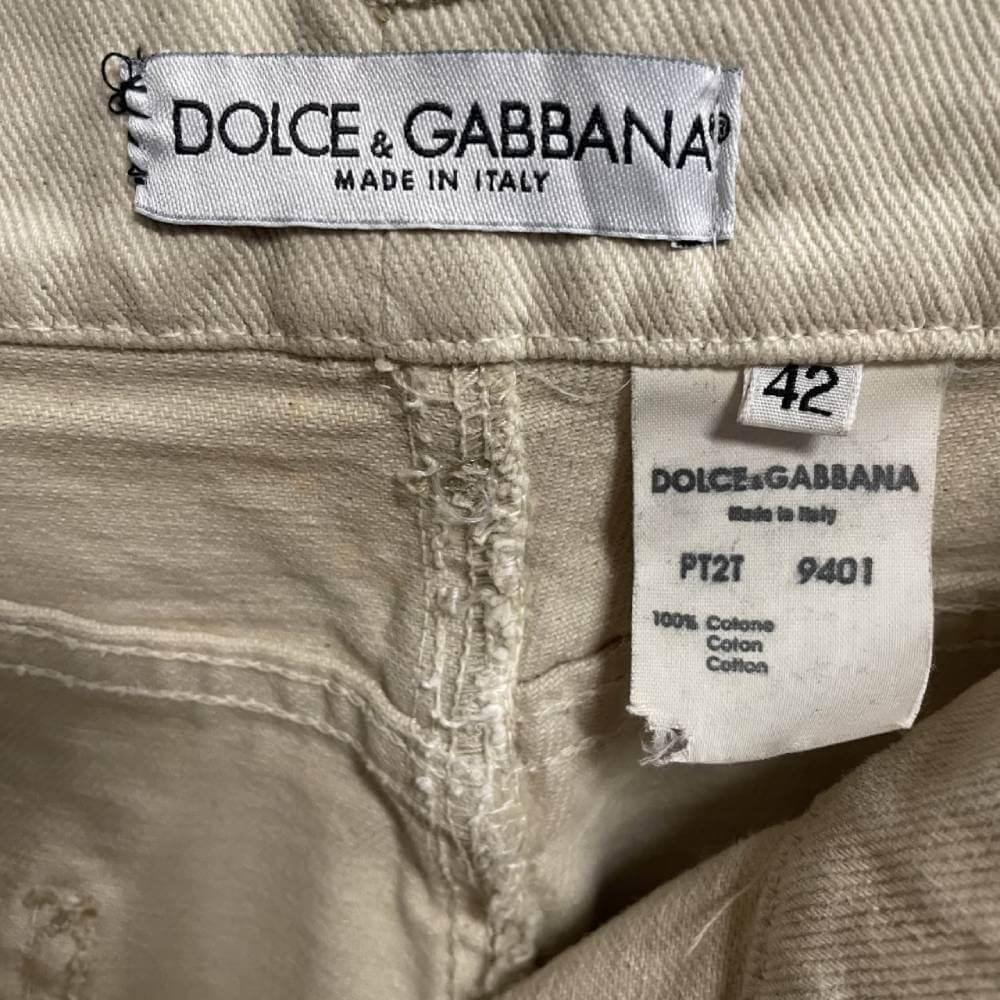 DOLCE & GABBANA®
MADE IN ITALY
42
DOLCE&GABBANA
Made in Italy
PT2T 9401
100% Cotone
Coton
Cotton